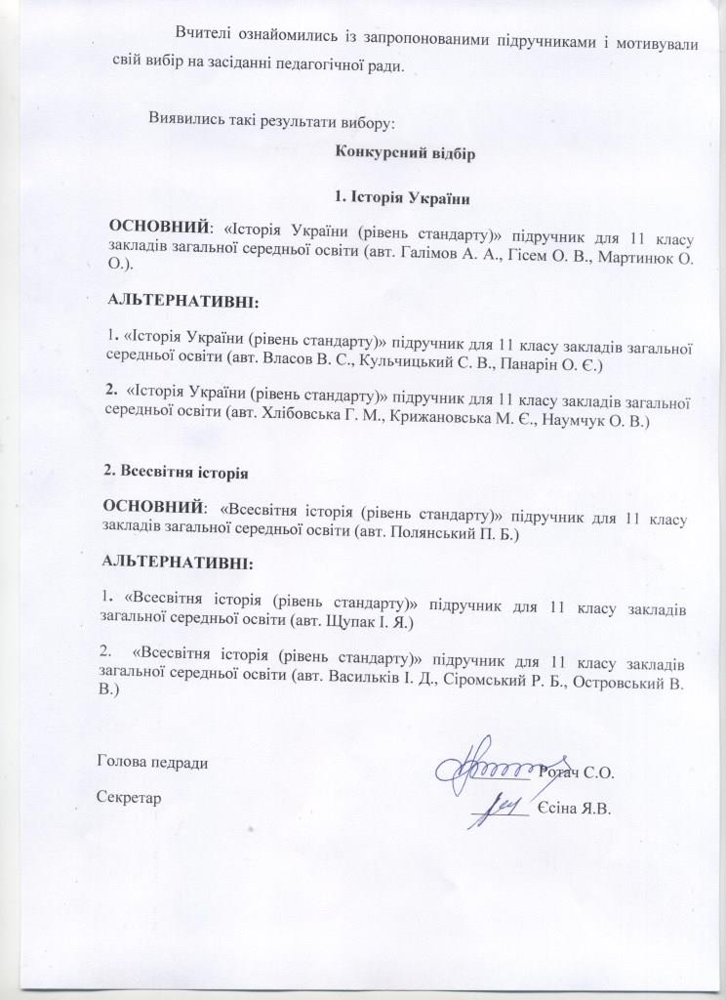 Вчителі ознайомились із запропонованими підручниками і мотивували
свій вибір на засіданні педагогічної ради.
Виявились такі результати вибору:
Конкурсний відбір
1. Історія України
ОСНОВНИЙ: «Історія України (рівень стандарту)» підручник для 11 класу
закладів загальної середньої освіти (авт. Галімов А. А., Гісем О. В., Мартинюк О.
О.).
АЛЬТЕРНАТИВНІ:
1. «Історія України (рівень стандарту)» підручник для 11 класу закладів загальної
середньої освіти (авт. Власов В. С., Кульчицький С. В., Панарін О. Є.)
2. «Історія України (рівень стандарту)» підручник для 11 класу закладів загальної
середньої освіти (авт. Хлібовська Г. М., Крижановська М. Є., Наумчук О. В.)
2. Всесвітня історія
ОСНОВНИЙ: «Всесвітня історія (рівень стандарту)» підручник для 11 класу
закладів загальної середньої освіти (авт. Полянський П. Б.)
АЛЬТЕРНАТИВНІ:
1. «Всесвітня історія (рівень стандарту)» підручник для 11 класу закладів
загальної середньої освіти (авт. Щупак І. Я.)
2. «Всесвітня історія (рівень стандарту)» підручник для 11 класу закладів
загальної середньої освіти (авт. Васильків І. Д., Сіромський Р. Б., Островський В.
В.)
Голова педради Ротач С.О.
Секретар Єсіна Я.В.